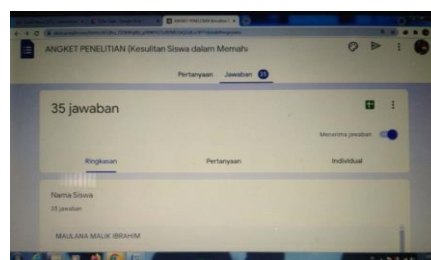 ANGKET PENELITIAN (Kesulitan Siswa dalam Memahi
Pertanyaan Jawaban 35
35 jawaban
Menerima jawaban
Ringkasan Pertanyaan Individual
Nama Siswa
35 jawaban
MAULANA MALIK IBRAHIM